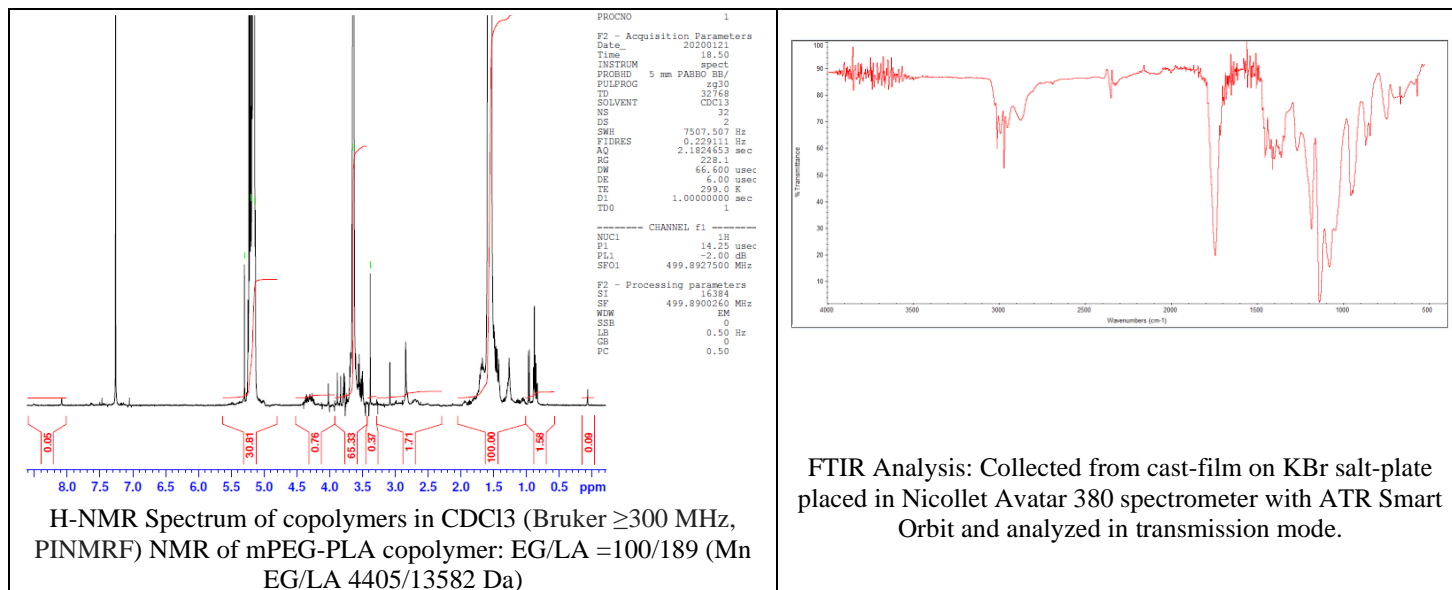 PROCNO 1
F2 - Acquisition Parameters
Date_ 20200121
Time 18.50
INSTRUM spect
PROBHD 5 mm PABBO BB/
PULPROG zg30
TD 32768
SOLVENT CDCl3
NS 32
DS 2
SWH 7507.507 Hz
FIDRES 0.229111 Hz
AQ 2.1824653 sec
RG 228.1
DW 66.600 usec
DE 6.00 usec
TE 299.0 K
D1 1.00000000 sec
TD0 1
======== CHANNEL f1 ========
NUC1 1H
P1 14.25 usec
PL1 -2.00 dB
SFO1 499.8927500 MHz
F2 - Processing parameters
SI 16384
SF 499.8900260 MHz
WDW EM
SSB 0
LB 0.50 Hz
GB 0
PC 0.50
0.05 30.81 0.76 65.33 0.37 1.71 100.00 1.58 0.09
8.0 7.5 7.0 6.5 6.0 5.5 5.0 4.5 4.0 3.5 3.0 2.5 2.0 1.5 1.0 0.5 ppm
H-NMR Spectrum of copolymers in CDCl3 (Bruker ≥300 MHz,
PINMRF) NMR of mPEG-PLA copolymer: EG/LA =100/189 (Mn
EG/LA 4405/13582 Da)
100
90
80
70
60
50
40
30
20
10
% Transmittance
4000 3500 3000 2500 2000 1500 1000 500
Wavenumbers (cm-1)
FTIR Analysis: Collected from cast-film on KBr salt-plate
placed in Nicollet Avatar 380 spectrometer with ATR Smart
Orbit and analyzed in transmission mode.